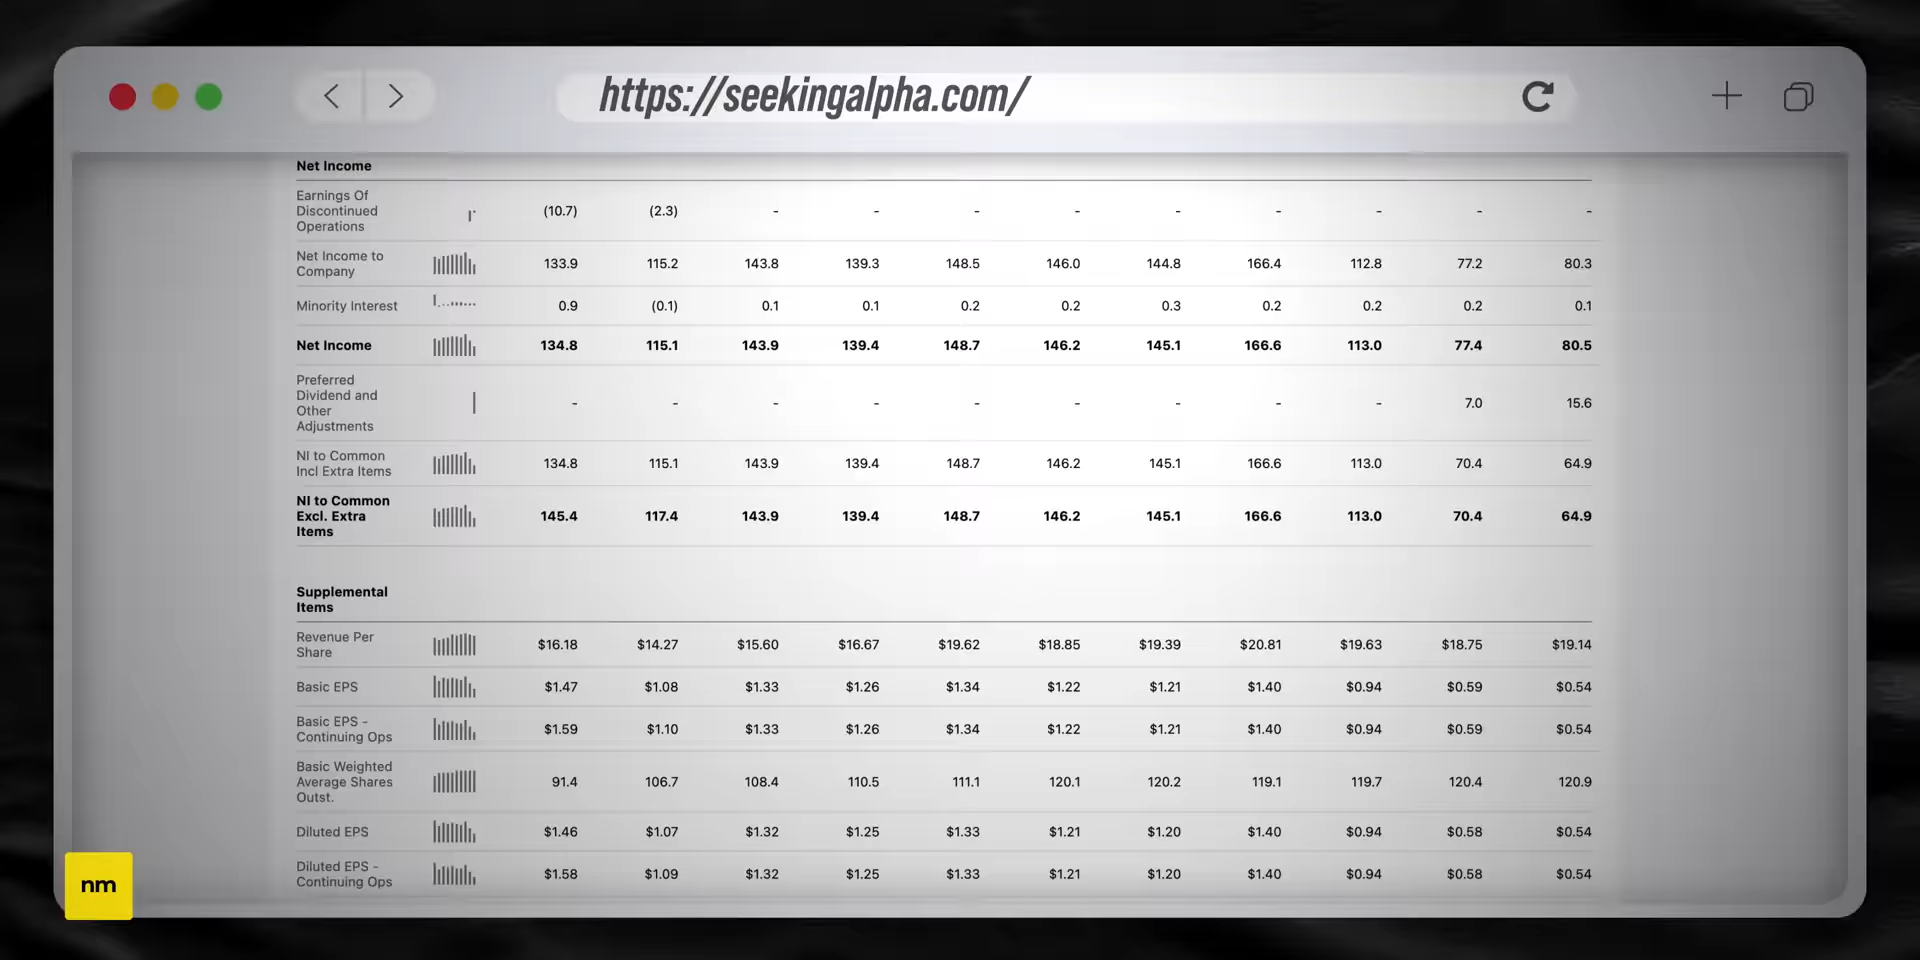 https://seekingalpha.com/
Net Income
Earnings Of
Discontinued
Operations
(10.7) (2.3) - - - - - - - - -
Net Income to
Company
133.9 115.2 143.8 139.3 148.5 146.0 144.8 166.4 112.8 77.2 80.3
Minority Interest 0.9 (0.1) 0.1 0.1 0.2 0.2 0.3 0.2 0.2 0.2 0.1
Net Income 134.8 115.1 143.9 139.4 148.7 146.2 145.1 166.6 113.0 77.4 80.5
Preferred
Dividend and
Other
Adjustments
- - - - - - - - - 7.0 15.6
NI to Common
Incl Extra Items
134.8 115.1 143.9 139.4 148.7 146.2 145.1 166.6 113.0 70.4 64.9
NI to Common
Excl. Extra
Items
145.4 117.4 143.9 139.4 148.7 146.2 145.1 166.6 113.0 70.4 64.9
Supplemental
Items
Revenue Per
Share
$16.18 $14.27 $15.60 $16.67 $19.62 $18.85 $19.39 $20.81 $19.63 $18.75 $19.14
Basic EPS $1.47 $1.08 $1.33 $1.26 $1.34 $1.22 $1.21 $1.40 $0.94 $0.59 $0.54
Basic EPS -
Continuing Ops
$1.59 $1.10 $1.33 $1.26 $1.34 $1.22 $1.21 $1.40 $0.94 $0.59 $0.54
Basic Weighted
Average Shares
Outst.
91.4 106.7 108.4 110.5 111.1 120.1 120.2 119.1 119.7 120.4 120.9
Diluted EPS $1.46 $1.07 $1.32 $1.25 $1.33 $1.21 $1.20 $1.40 $0.94 $0.58 $0.54
Diluted EPS -
Continuing Ops
$1.58 $1.09 $1.32 $1.25 $1.33 $1.21 $1.20 $1.40 $0.94 $0.58 $0.54
nm